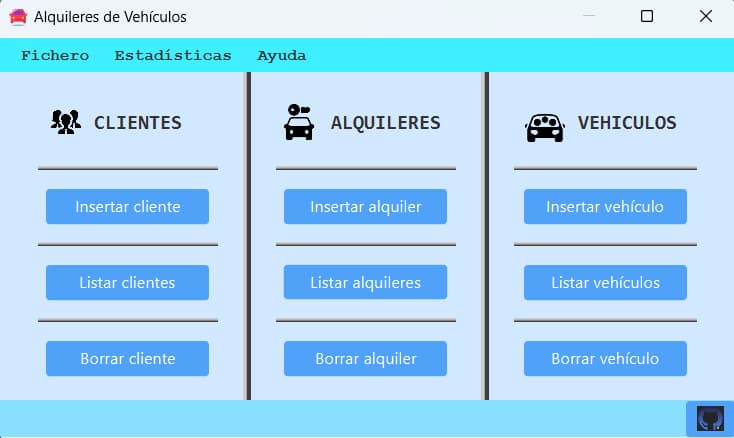 Alquileres de Vehículos
Fichero Estadísticas Ayuda
CLIENTES
Insertar cliente
Listar clientes
Borrar cliente
ALQUILERES
Insertar alquiler
Listar alquileres
Borrar alquiler
VEHICULOS
Insertar vehículo
Listar vehículos
Borrar vehículo